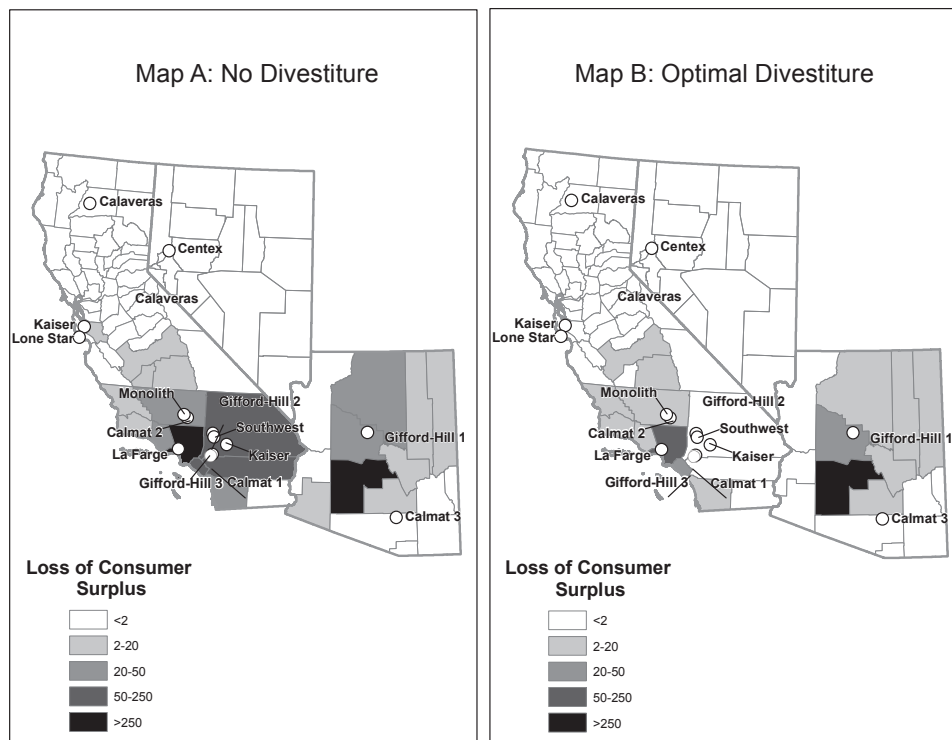 Map A: No Divestiture
Calaveras
Centex
Calaveras
Kaiser
Lone Star
Monolith
Gifford-Hill 2
Calmat 2
Southwest
Gifford-Hill 1
La Farge
Kaiser
Gifford-Hill 3
Calmat 1
Calmat 3
Loss of Consumer
Surplus
<2
2-20
20-50
50-250
>250
Map B: Optimal Divestiture
Calaveras
Centex
Calaveras
Kaiser
Lone Star
Monolith
Gifford-Hill 2
Calmat 2
Southwest
Gifford-Hill 1
La Farge
Kaiser
Gifford-Hill 3
Calmat 1
Calmat 3
Loss of Consumer
Surplus
<2
2-20
20-50
50-250
>250